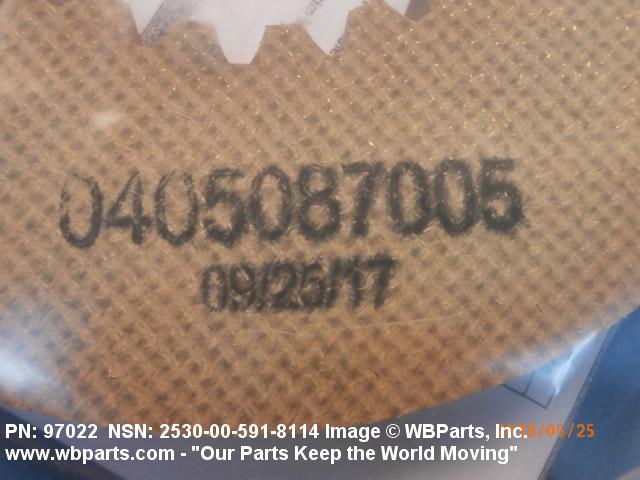 0405087005
09/25/17
PN: 97022 NSN: 2530-00-591-8114 Image © WBParts, Inc.
www.wbparts.com - "Our Parts Keep the World Moving"